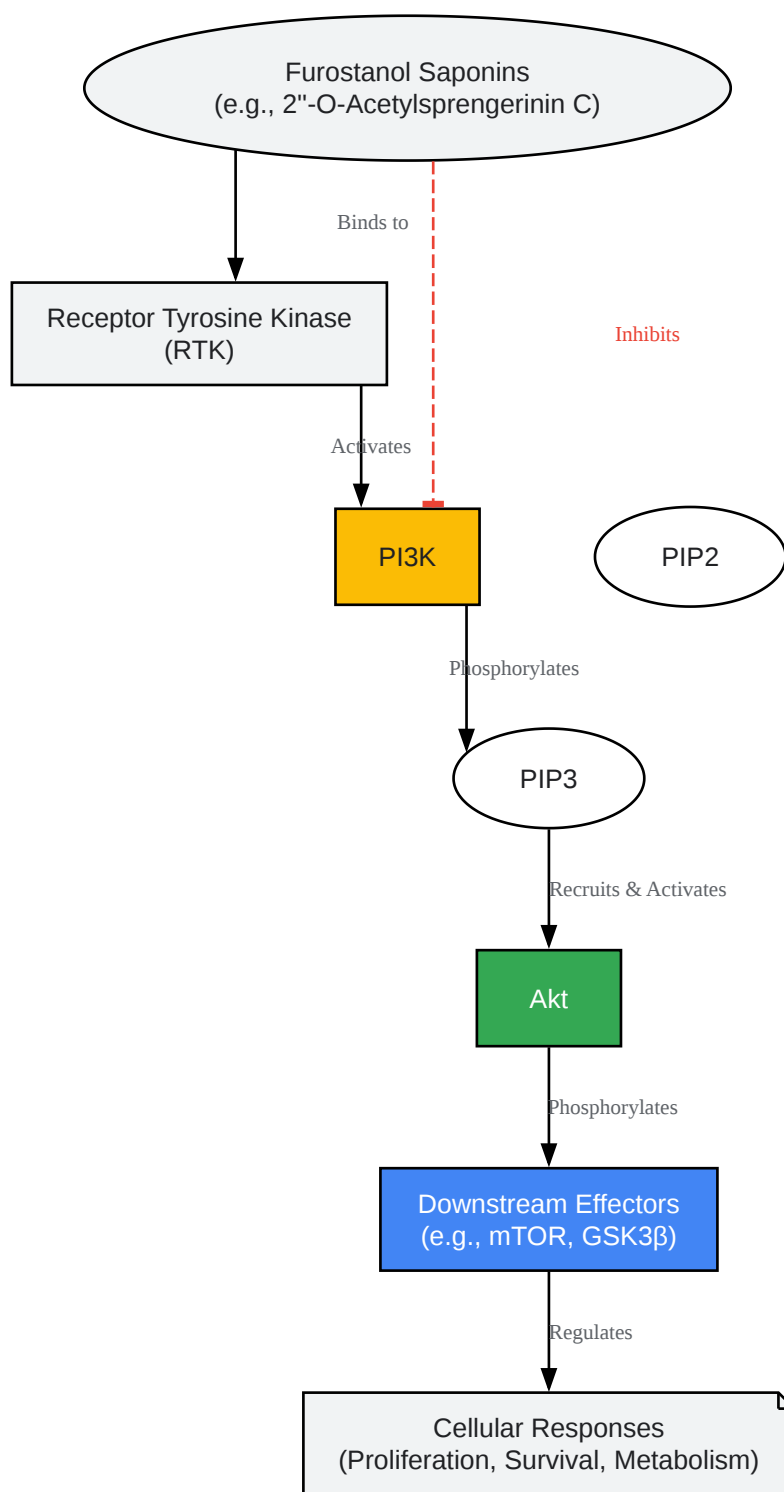 Furostanol Saponins
(e.g., 2"-O-Acetylsprengerinin C)
Binds to
Receptor Tyrosine Kinase
(RTK)
Inhibits
Activates
PI3K
PIP2
Phosphorylates
PIP3
Recruits & Activates
Akt
Phosphorylates
Downstream Effectors
(e.g., mTOR, GSK3β)
Regulates
Cellular Responses
(Proliferation, Survival, Metabolism)